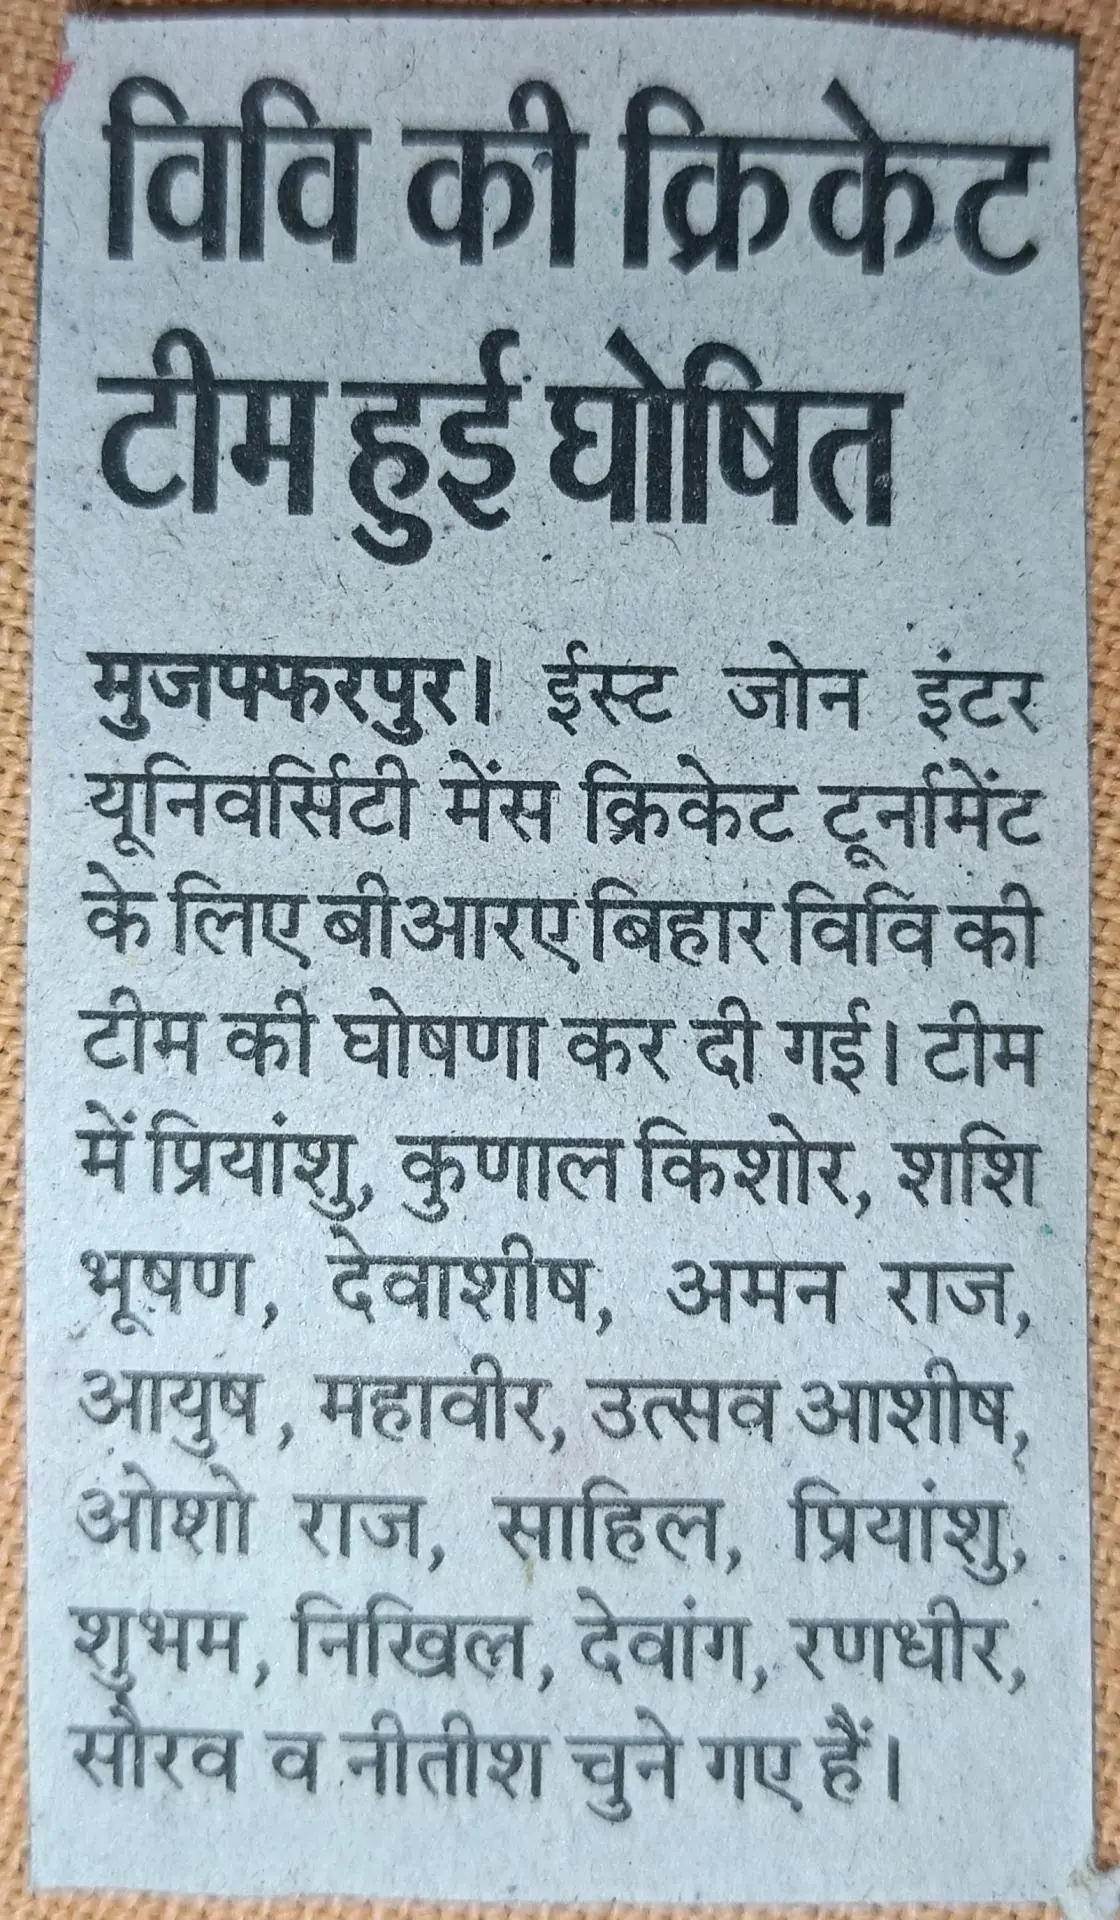 विवि की क्रिकेट
टीम हुई घोषित
मुजफ्फरपुर। ईस्ट जोन इंटर
यूनिवर्सिटी मेंस क्रिकेट टूर्नामेंट
के लिए बीआरए बिहार विवि की
टीम की घोषणा कर दी गई। टीम
में प्रियांशु, कुणाल किशोर, शशि
भूषण, देवाशीष, अमन राज,
आयुष , महावीर, उत्सव आशीष,
ओशो राज, साहिल, प्रियांशु,
शुभम, निखिल, देवांग, रणधीर,
सौरव व नीतीश चुने गए हैं।